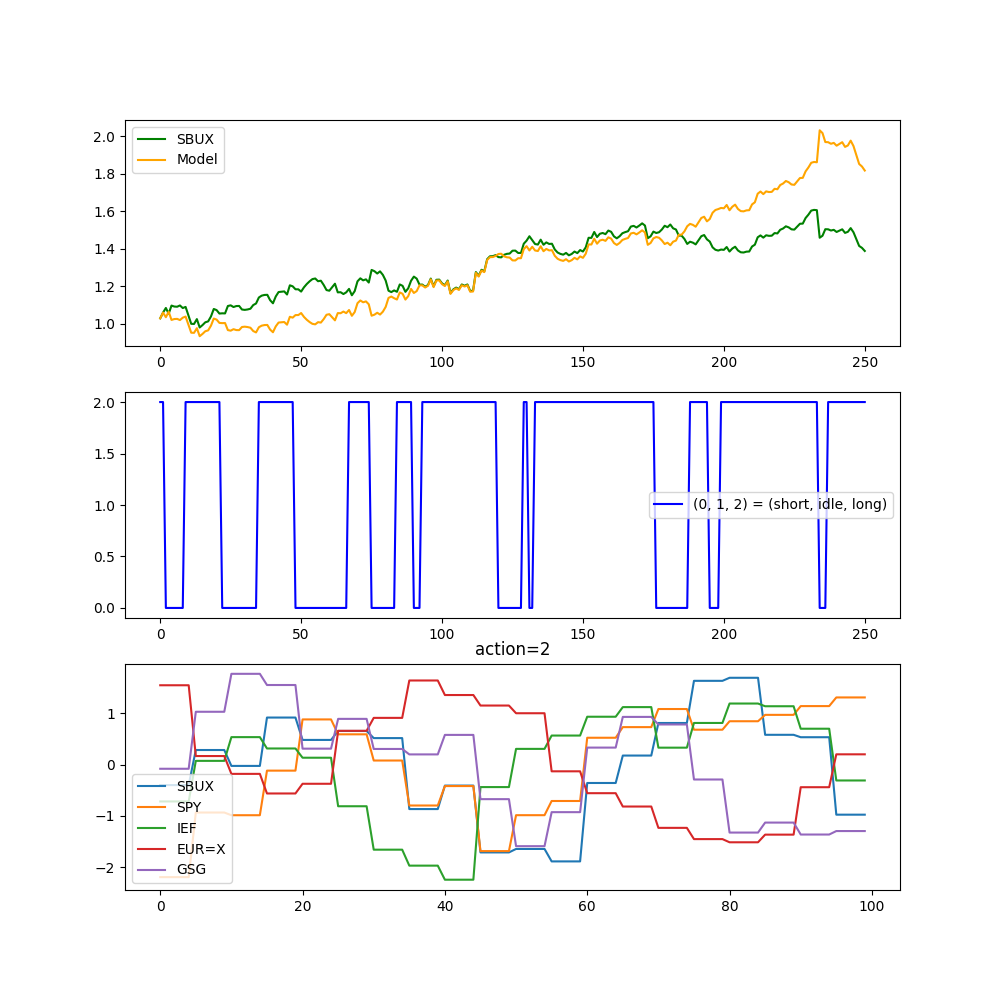 SBUX
Model
2.0
1.8
1.6
1.4
1.2
1.0
0 50 100 150 200 250
2.0
1.5
1.0
0.5
0.0
(0, 1, 2) = (short, idle, long)
0 50 100 150 200 250
action=2
1
0
−1
−2
SBUX
SPY
IEF
EUR=X
GSG
0 20 40 60 80 100